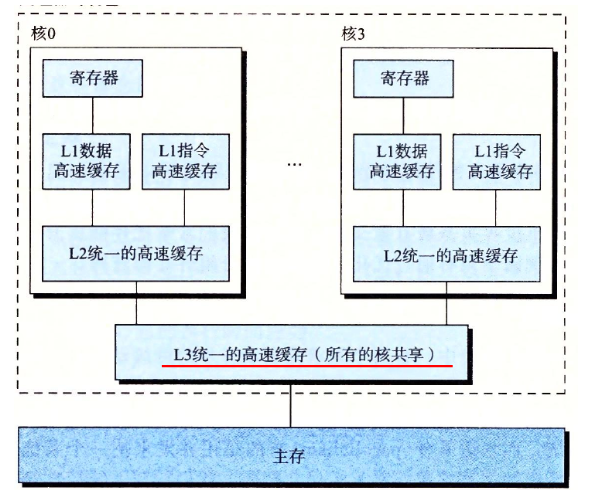 核0
核3
寄存器
寄存器
L1数据
高速缓存
L1指令
高速缓存
...
L1数据
高速缓存
L1指令
高速缓存
L2统一的高速缓存
L2统一的高速缓存
L3统一的高速缓存（所有的核共享）
主存